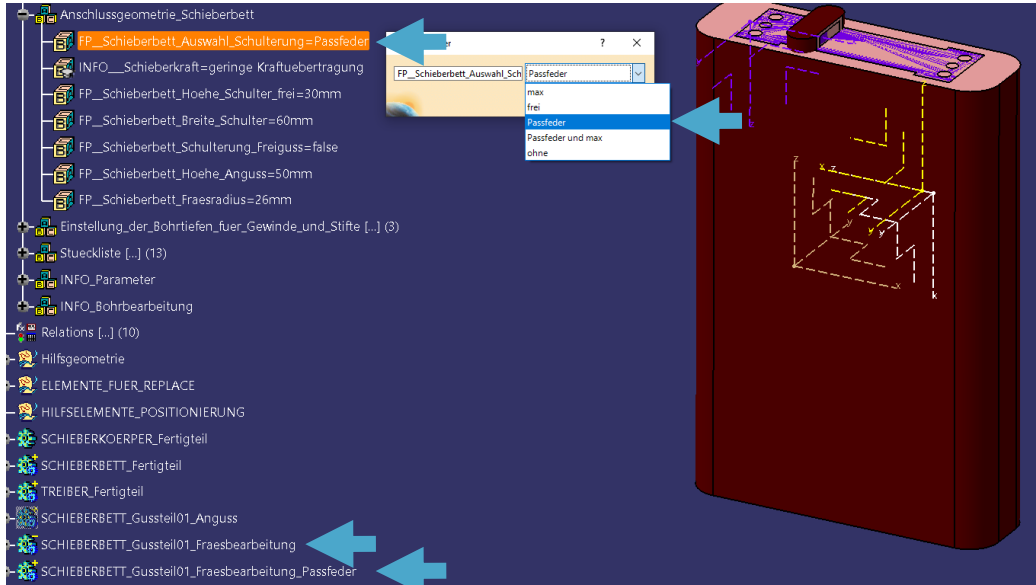 Anschlussgeometrie_Schieberbett
FP__Schieberbett_Auswahl_Schulterung=Passfeder
INFO___Schieberkraft=geringe Kraftuebertragung
FP__Schieberbett_Hoehe_Schulter_frei=30mm
FP__Schieberbett_Breite_Schulter=60mm
FP__Schieberbett_Schulterung_Freiguss=false
FP__Schieberbett_Hoehe_Anguss=50mm
FP__Schieberbett_Fraesradius=26mm
Einstellung_der_Bohrtiefen_fuer_Gewinde_und_Stifte [...] (3)
Stueckliste [...] (13)
INFO_Parameter
INFO_Bohrbearbeitung
Relations [...] (10)
Hilfsgeometrie
ELEMENTE_FUER_REPLACE
HILFSELEMENTE_POSITIONIERUNG
SCHIEBERKOERPER_Fertigteil
SCHIEBERBETT_Fertigteil
TREIBER_Fertigteil
SCHIEBERBETT_Gussteil01_Anguss
SCHIEBERBETT_Gussteil01_Fraesbearbeitung
SCHIEBERBETT_Gussteil01_Fraesbearbeitung_Passfeder
? ×
FP__Schieberbett_Auswahl_Sch Passfeder
max
frei
Passfeder
Passfeder und max
ohne
z
x z
y
y
x
x